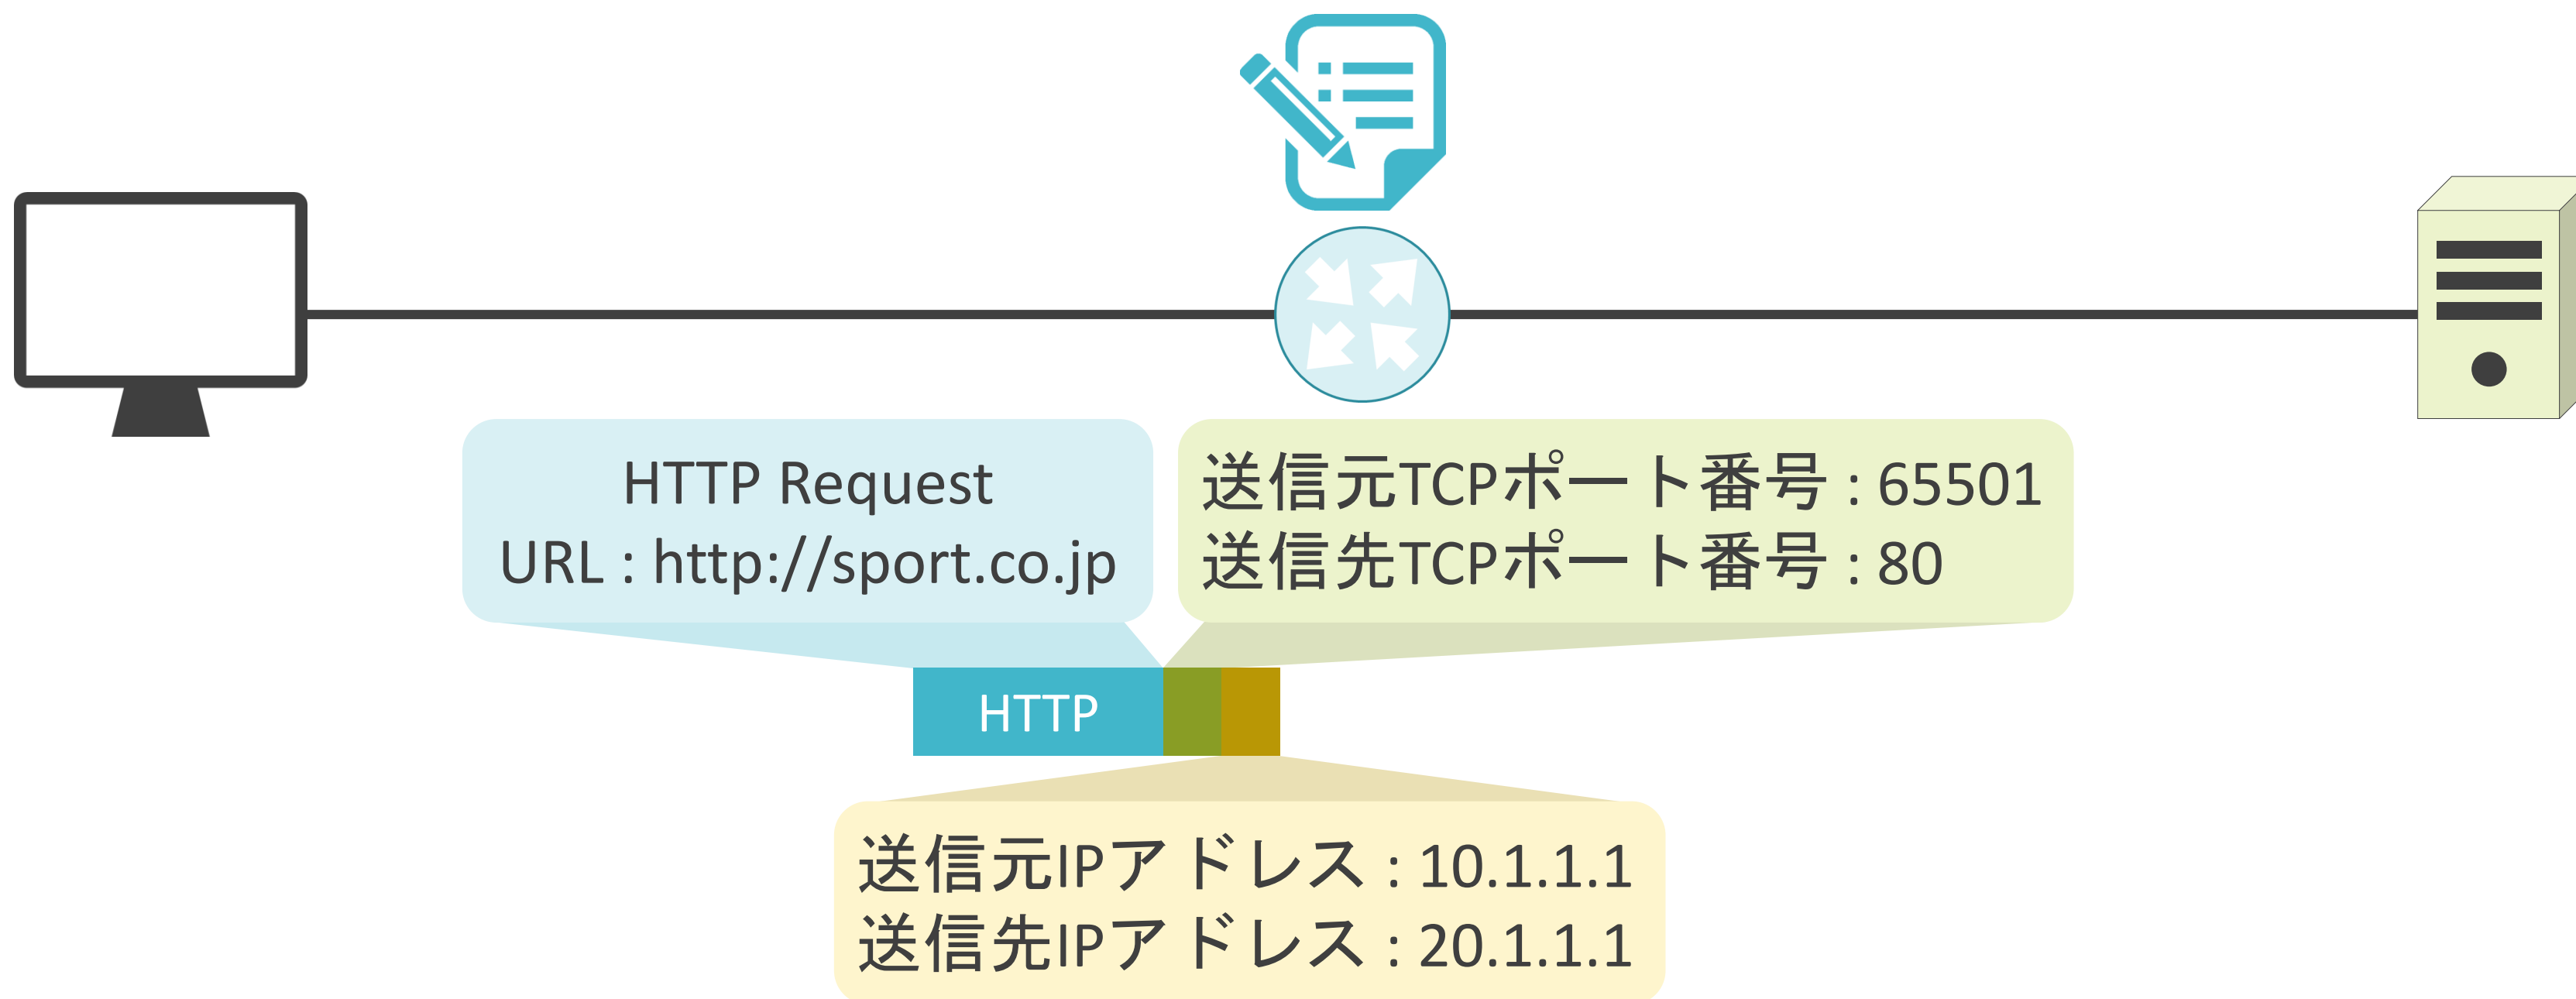 HTTP Request
URL : http://sport.co.jp
送信元TCPポート番号 : 65501
送信先TCPポート番号 : 80
HTTP
送信元IPアドレス : 10.1.1.1
送信先IPアドレス : 20.1.1.1